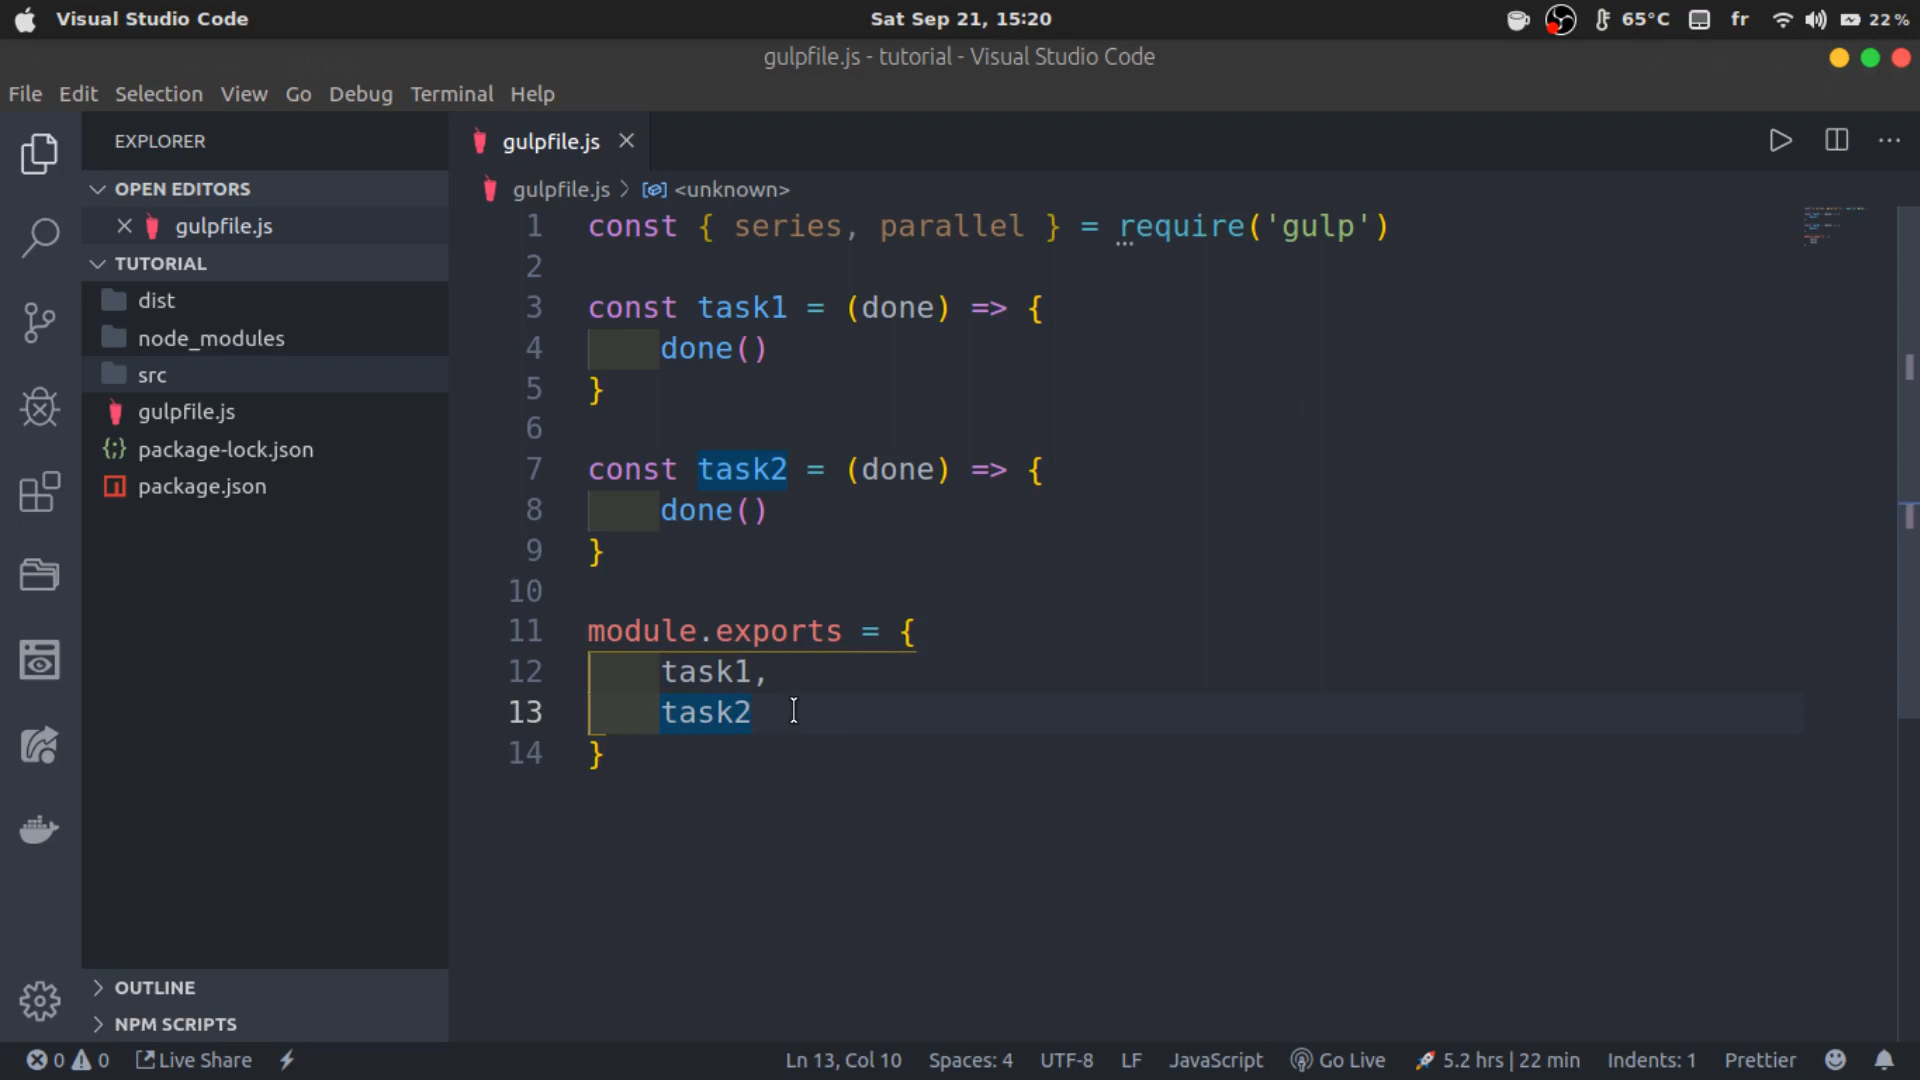 Visual Studio Code
Sat Sep 21, 15:20
65°C
fr
22 %
gulpfile.js - tutorial - Visual Studio Code
File Edit Selection View Go Debug Terminal Help
EXPLORER
OPEN EDITORS
gulpfile.js
TUTORIAL
dist
node_modules
src
gulpfile.js
package-lock.json
package.json
OUTLINE
NPM SCRIPTS
gulpfile.js
gulpfile.js > <unknown>
1 const { series, parallel } = require('gulp')
2
3 const task1 = (done) => {
4 done()
5 }
6
7 const task2 = (done) => {
8 done()
9 }
10
11 module.exports = {
12 task1,
13 task2
14 }
0 0 Live Share
Ln 13, Col 10 Spaces: 4 UTF-8 LF JavaScript Go Live 5.2 hrs | 22 min Indents: 1 Prettier